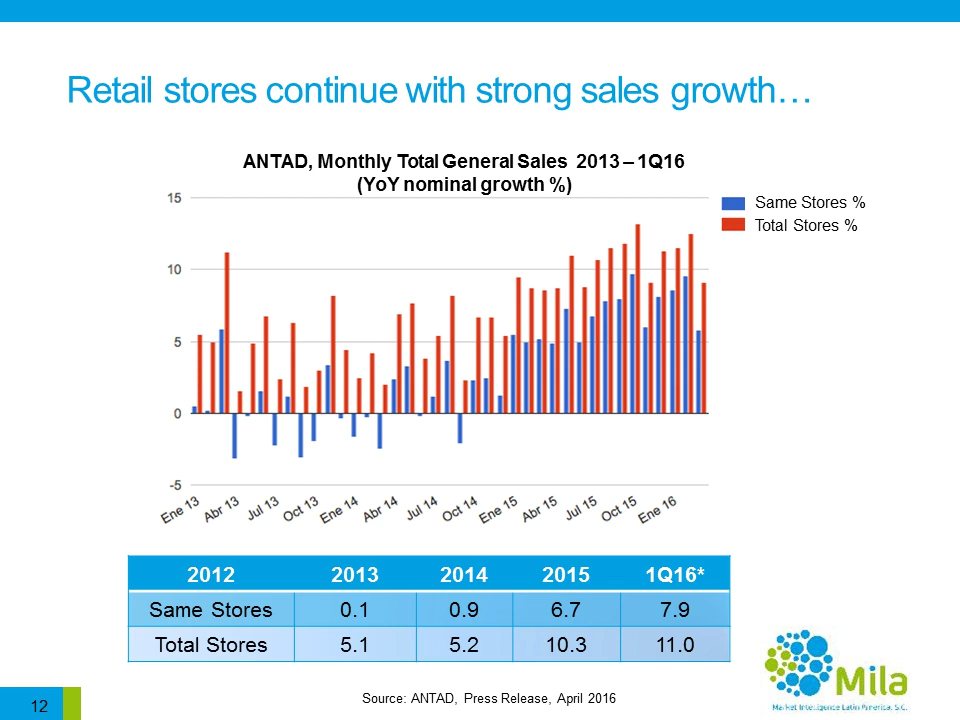 Retail stores continue with strong sales growth…
ANTAD, Monthly Total General Sales 2013 – 1Q16
(YoY nominal growth %)
Same Stores %
Total Stores %
15
10
5
0
-5
Ene 13 Abr 13 Jul 13 Oct 13 Ene 14 Abr 14 Jul 14 Oct 14 Ene 15 Abr 15 Jul 15 Oct 15 Ene 16
2012 2013 2014 2015 1Q16*
Same Stores 0.1 0.9 6.7 7.9
Total Stores 5.1 5.2 10.3 11.0
Mila
Market Intelligence Latin America, S.C.
Source: ANTAD, Press Release, April 2016
12